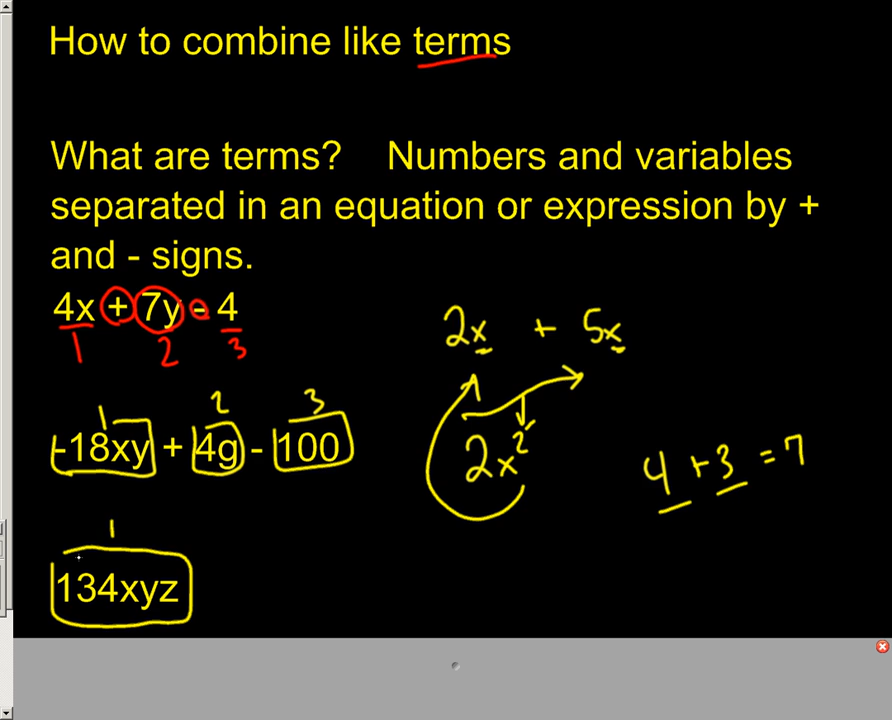 How to combine like terms
What are terms? Numbers and variables
separated in an equation or expression by +
and - signs.
4x + 7y - 4
1 2 3
2x + 5x
1 2 3
-18xy + 4g - 100
2x²
4 + 3 = 7
1
134xyz